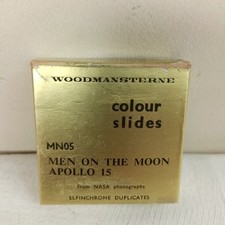 WOODMANSTERNE
colour
slides
MN05
MEN ON THE MOON
APOLLO 15
from NASA photographs
ELFINCHROME DUPLICATES